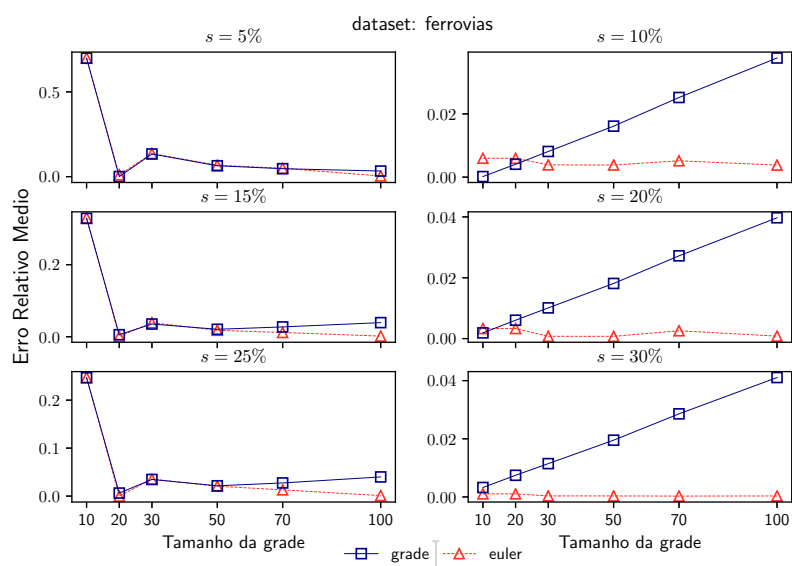 dataset: ferrovias
s = 5%
s = 10%
0.5
0.0
0.02
0.00
s = 15%
s = 20%
0.2
0.0
0.04
0.02
0.00
s = 25%
s = 30%
0.2
0.1
0.0
0.04
0.02
0.00
10 20 30 50 70 100
10 20 30 50 70 100
Erro Relativo Medio
Tamanho da grade
Tamanho da grade
grade euler